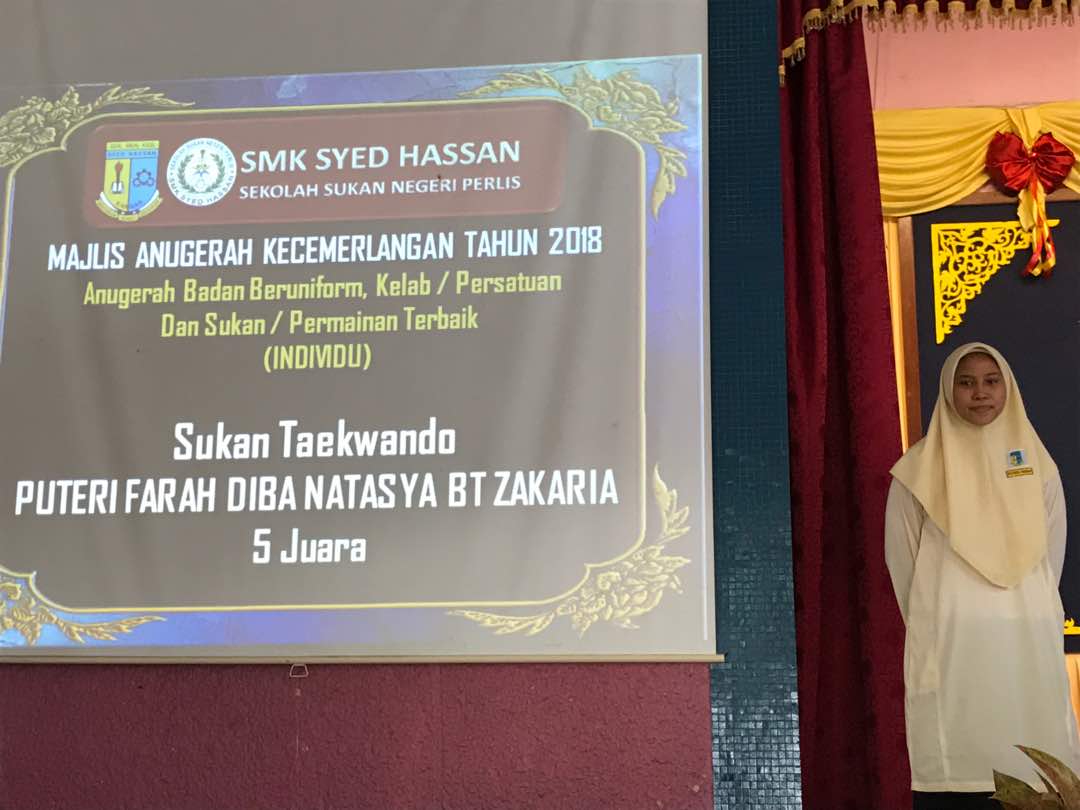 SMK SYED HASSAN
SEKOLAH SUKAN NEGERI PERLIS
MAJLIS ANUGERAH KECEMERLANGAN TAHUN 2018
Anugerah Badan Beruniform, Kelab / Persatuan
Dan Sukan / Permainan Terbaik
(INDIVIDU)
Sukan Taekwando
PUTERI FARAH DIBA NATASYA BT ZAKARIA
5 Juara